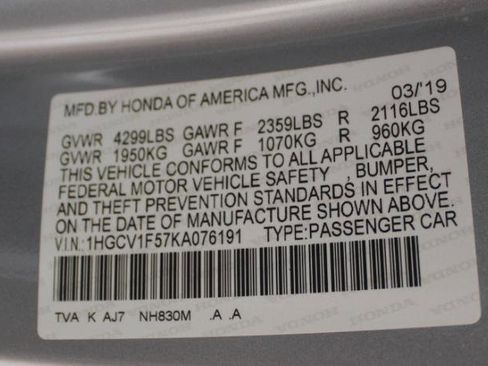 MFD.BY HONDA OF AMERICA MFG.,INC. 03/'19
GVWR 4299LBS GAWR F 2359LBS R 2116LBS
GVWR 1950KG GAWR F 1070KG R 960KG
THIS VEHICLE CONFORMS TO ALL APPLICABLE
FEDERAL MOTOR VEHICLE SAFETY , BUMPER,
AND THEFT PREVENTION STANDARDS IN EFFECT
ON THE DATE OF MANUFACTURE SHOWN ABOVE.
V.I.N:1HGCV1F57KA076191 TYPE:PASSENGER CAR
TVA K AJ7 NH830M .A .A